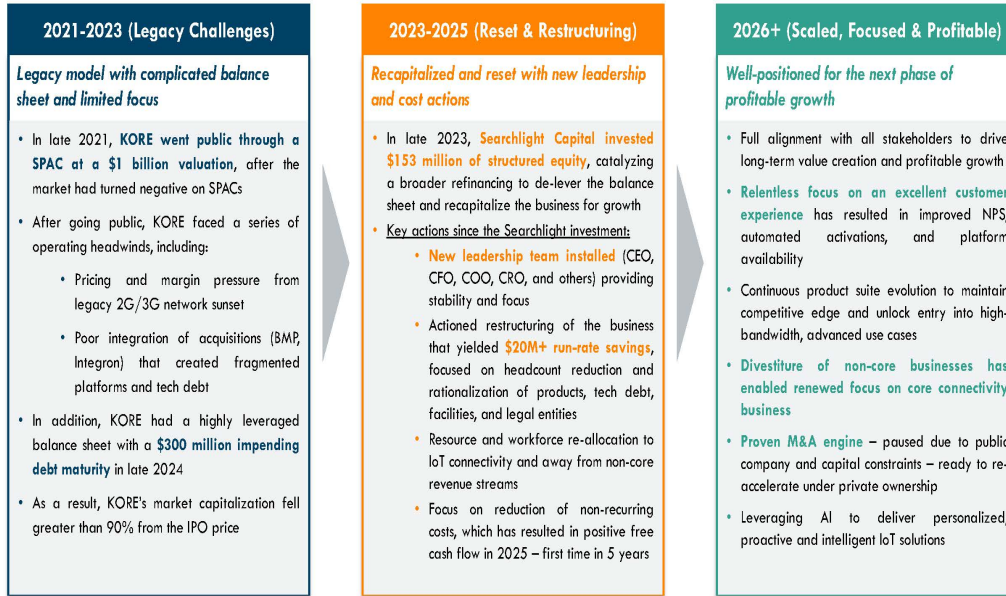 2021-2023 (Legacy Challenges)
Legacy model with complicated balance
sheet and limited focus
• In late 2021, KORE went public through a
SPAC at a $1 billion valuation, after the
market had turned negative on SPACs
• After going public, KORE faced a series of
operating headwinds, including:
• Pricing and margin pressure from
legacy 2G/3G network sunset
• Poor integration of acquisitions (BMP,
Integron) that created fragmented
platforms and tech debt
• In addition, KORE had a highly leveraged
balance sheet with a $300 million impending
debt maturity in late 2024
• As a result, KORE's market capitalization fell
greater than 90% from the IPO price
2023-2025 (Reset & Restructuring)
Recapitalized and reset with new leadership
and cost actions
• In late 2023, Searchlight Capital invested
$153 million of structured equity, catalyzing
a broader refinancing to de-lever the balance
sheet and recapitalize the business for growth
• Key actions since the Searchlight investment:
• New leadership team installed (CEO,
CFO, COO, CRO, and others) providing
stability and focus
• Actioned restructuring of the business
that yielded $20M+ run-rate savings,
focused on headcount reduction and
rationalization of products, tech debt,
facilities, and legal entities
• Resource and workforce re-allocation to
IoT connectivity and away from non-core
revenue streams
• Focus on reduction of non-recurring
costs, which has resulted in positive free
cash flow in 2025 – first time in 5 years
2026+ (Scaled, Focused & Profitable)
Well-positioned for the next phase of
profitable growth
• Full alignment with all stakeholders to drive
long-term value creation and profitable growth
• Relentless focus on an excellent customer
experience has resulted in improved NPS,
automated activations, and platform
availability
• Continuous product suite evolution to maintain
competitive edge and unlock entry into high-
bandwidth, advanced use cases
• Divestiture of non-core businesses has
enabled renewed focus on core connectivity
business
• Proven M&A engine – paused due to public
company and capital constraints – ready to re-
accelerate under private ownership
• Leveraging AI to deliver personalized,
proactive and intelligent IoT solutions